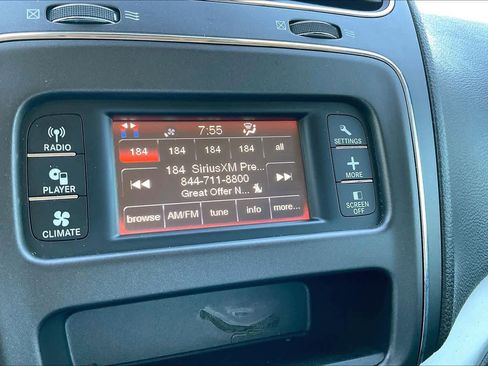 RADIO
PLAYER
CLIMATE
7:55
184 184 184 184 all
184 SiriusXM Pre...
844-711-8800
Great Offer N...
browse AM/FM tune info more...
SETTINGS
MORE
SCREEN
OFF